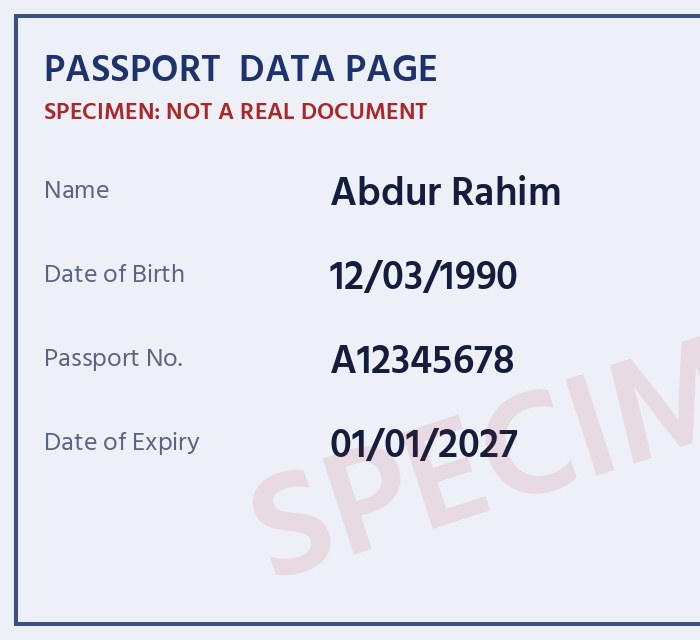 PASSPORT DATA PAGE
SPECIMEN: NOT A REAL DOCUMENT
Name Abdur Rahim
Date of Birth 12/03/1990
Passport No. A12345678
Date of Expiry 01/01/2027
SPECIM